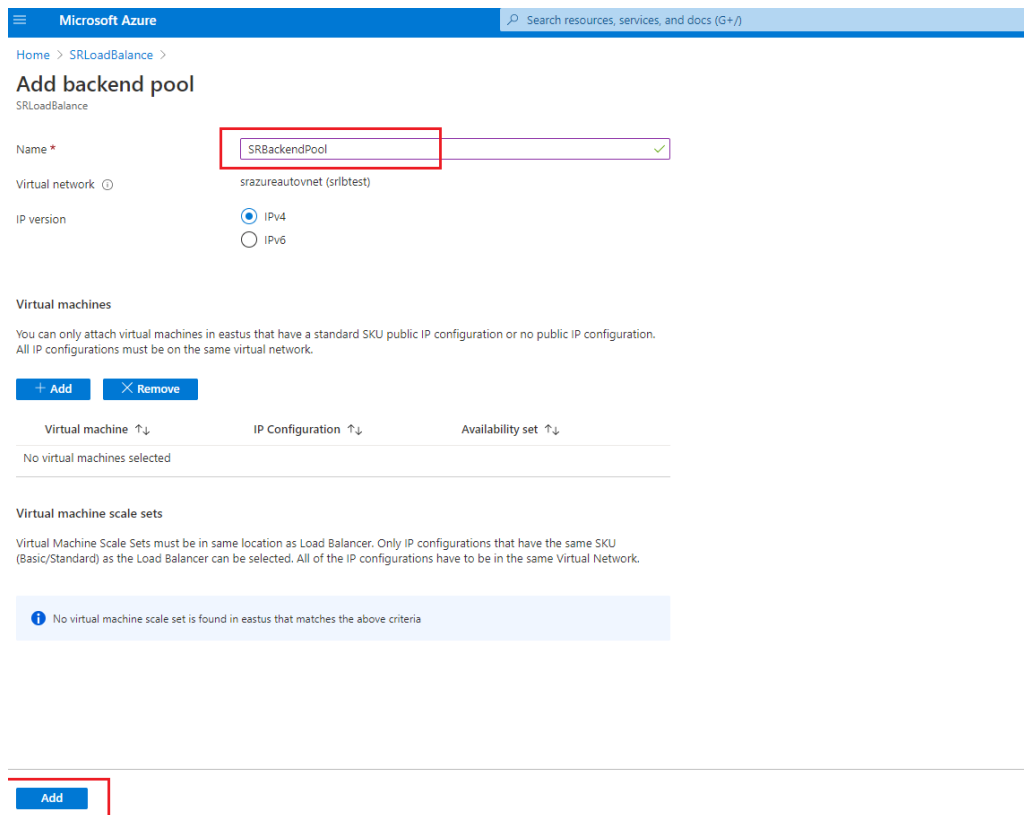 Microsoft Azure
Search resources, services, and docs (G+/)
Home > SRLoadBalance >
Add backend pool
SRLoadBalance
Name *
SRBackendPool
Virtual network
srazureautovnet (srlbtest)
IP version
IPv4
IPv6
Virtual machines
You can only attach virtual machines in eastus that have a standard SKU public IP configuration or no public IP configuration.
All IP configurations must be on the same virtual network.
+ Add
Remove
Virtual machine ↑↓ IP Configuration ↑↓ Availability set ↑↓
No virtual machines selected
Virtual machine scale sets
Virtual Machine Scale Sets must be in same location as Load Balancer. Only IP configurations that have the same SKU
(Basic/Standard) as the Load Balancer can be selected. All of the IP configurations have to be in the same Virtual Network.
No virtual machine scale set is found in eastus that matches the above criteria
Add